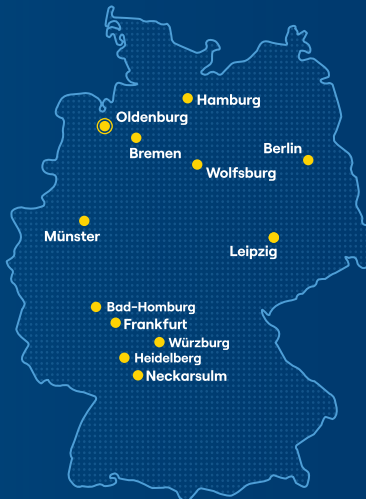 Hamburg
Oldenburg
Bremen
Berlin
Wolfsburg
Münster
Leipzig
Bad-Homburg
Frankfurt
Würzburg
Heidelberg
Neckarsulm